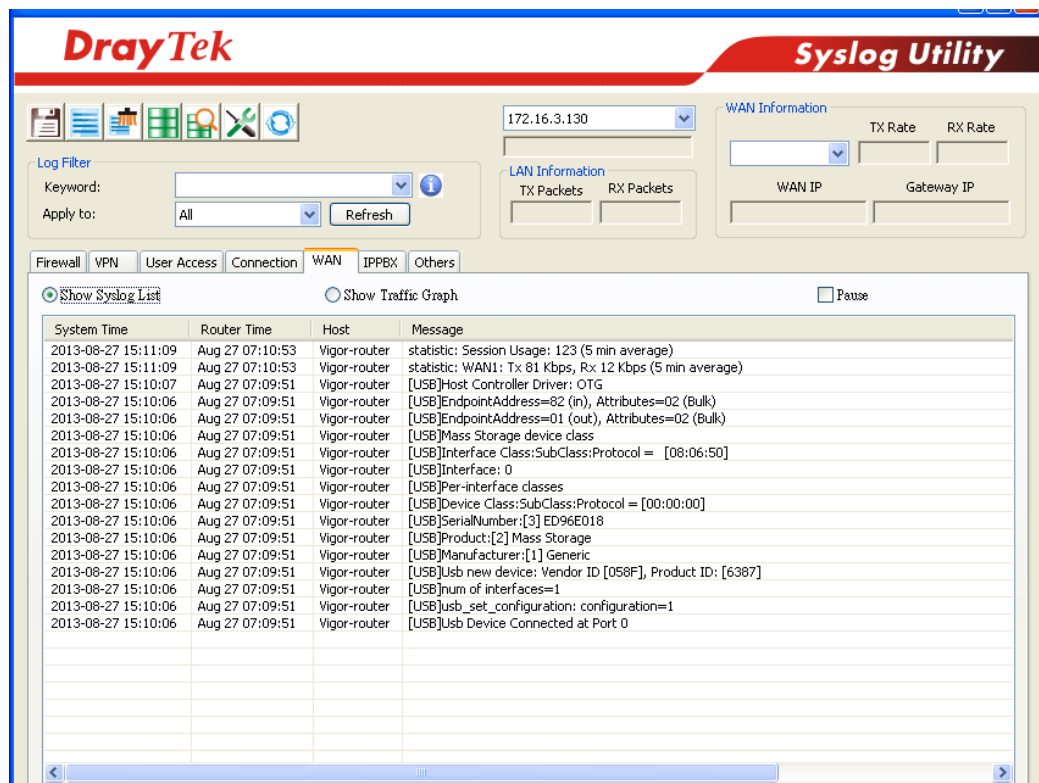 DrayTek
Syslog Utility
172.16.3.130
WAN Information
TX Rate RX Rate
Log Filter
Keyword:
LAN Information
TX Packets RX Packets
WAN IP Gateway IP
Apply to: All Refresh
Firewall VPN User Access Connection WAN IPPBX Others
Show Syslog List Show Traffic Graph Pause
System Time Router Time Host Message
2013-08-27 15:11:09 Aug 27 07:10:53 Vigor-router statistic: Session Usage: 123 (5 min average)
2013-08-27 15:11:09 Aug 27 07:10:53 Vigor-router statistic: WAN1: Tx 81 Kbps, Rx 12 Kbps (5 min average)
2013-08-27 15:10:07 Aug 27 07:09:51 Vigor-router [USB]Host Controller Driver: OTG
2013-08-27 15:10:06 Aug 27 07:09:51 Vigor-router [USB]EndpointAddress=82 (in), Attributes=02 (Bulk)
2013-08-27 15:10:06 Aug 27 07:09:51 Vigor-router [USB]EndpointAddress=01 (out), Attributes=02 (Bulk)
2013-08-27 15:10:06 Aug 27 07:09:51 Vigor-router [USB]Mass Storage device class
2013-08-27 15:10:06 Aug 27 07:09:51 Vigor-router [USB]Interface Class:SubClass:Protocol = [08:06:50]
2013-08-27 15:10:06 Aug 27 07:09:51 Vigor-router [USB]Interface: 0
2013-08-27 15:10:06 Aug 27 07:09:51 Vigor-router [USB]Per-interface classes
2013-08-27 15:10:06 Aug 27 07:09:51 Vigor-router [USB]Device Class:SubClass:Protocol = [00:00:00]
2013-08-27 15:10:06 Aug 27 07:09:51 Vigor-router [USB]SerialNumber:[3] ED96E018
2013-08-27 15:10:06 Aug 27 07:09:51 Vigor-router [USB]Product:[2] Mass Storage
2013-08-27 15:10:06 Aug 27 07:09:51 Vigor-router [USB]Manufacturer:[1] Generic
2013-08-27 15:10:06 Aug 27 07:09:51 Vigor-router [USB]Usb new device: Vendor ID [058F], Product ID: [6387]
2013-08-27 15:10:06 Aug 27 07:09:51 Vigor-router [USB]num of interfaces=1
2013-08-27 15:10:06 Aug 27 07:09:51 Vigor-router [USB]usb_set_configuration: configuration=1
2013-08-27 15:10:06 Aug 27 07:09:51 Vigor-router [USB]Usb Device Connected at Port 0